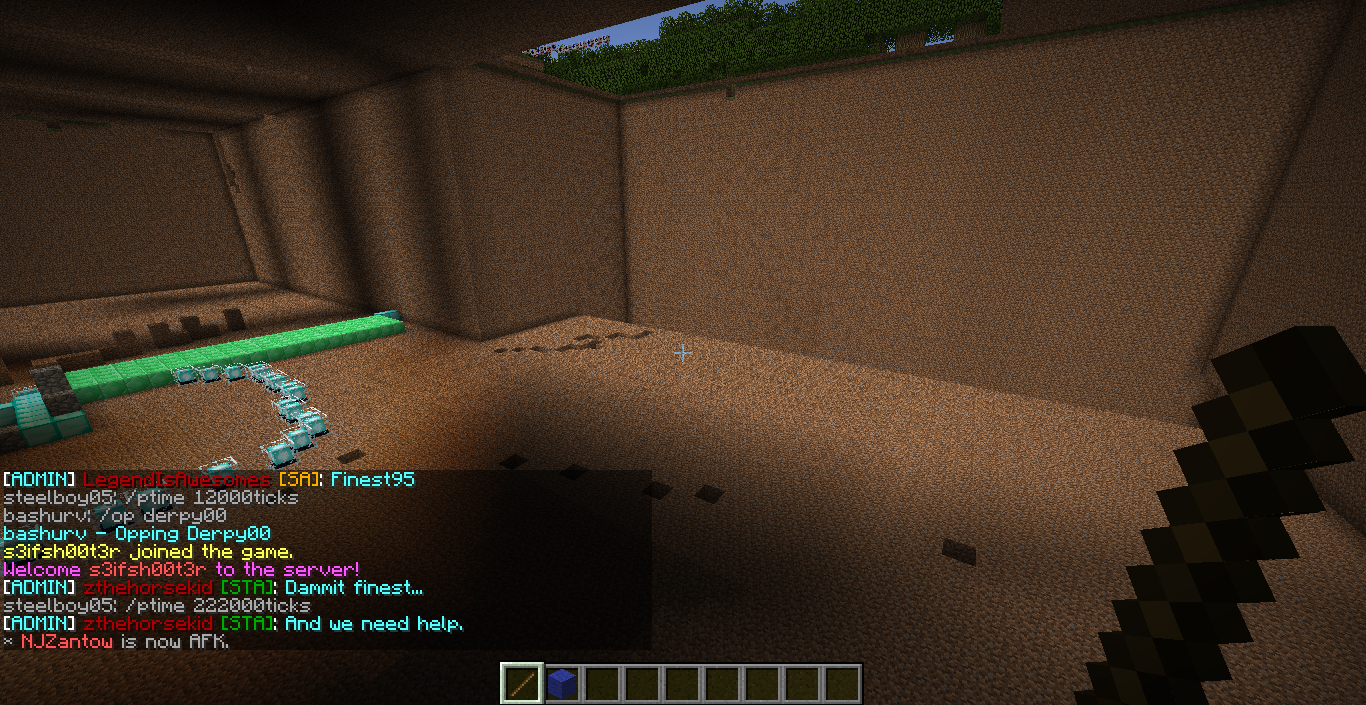 [ADMIN] LegendIsAwesomes [SA]: Finest95
steelboy05: /ptime 12000ticks
bashurv: /op derpy00
bashurv - Opping Derpy00
s3ifsh00t3r joined the game.
Welcome s3ifsh00t3r to the server!
[ADMIN] zthehorsekid [STA]: Dammit finest...
steelboy05: /ptime 222000ticks
[ADMIN] zthehorsekid [STA]: And we need help.
* NJZantow is now AFK.